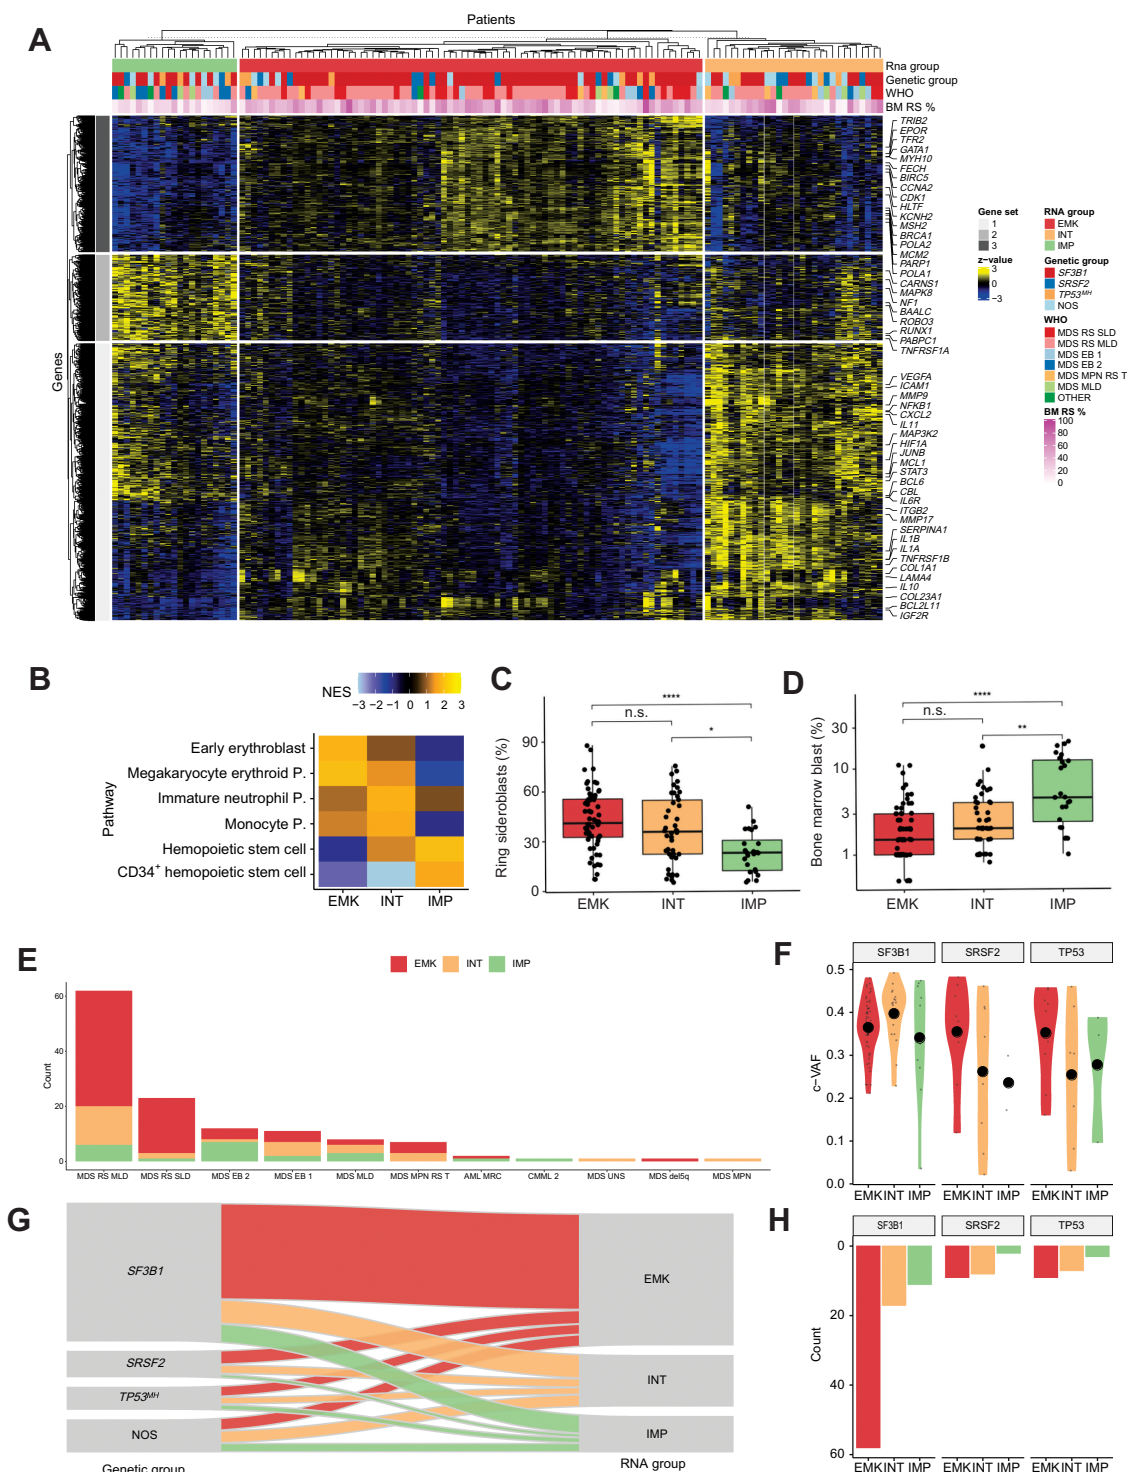 A
Patients
Rna group
Genetic group
WHO
BM RS %
Genes
TRIB2
EPOR
TFR2
GATA1
MYH10
FECH
BIRC5
CCNA2
CDK1
HLTF
KCNH2
MSH2
BRCA1
POLA2
MCM2
PARP1
POLA1
CARNS1
MAPK8
NF1
BAALC
ROBO3
RUNX1
PABPC1
TNFRSF1A
VEGFA
ICAM1
MMP9
NFKB1
CXCL2
IL11
MAP3K2
HIF1A
JUNB
MCL1
STAT3
BCL6
CBL
IL6R
ITGB2
MMP17
SERPINA1
IL1B
IL1A
TNFRSF1B
COL1A1
LAMA4
IL10
COL23A1
BCL2L11
IGF2R
Gene set
1
2
3
z−value
3
0
−3
RNA group
EMK
INT
IMP
Genetic group
SF3B1
SRSF2
TP53MH
NOS
WHO
MDS RS SLD
MDS RS MLD
MDS EB 1
MDS EB 2
MDS MPN RS T
MDS MLD
OTHER
BM RS %
100
80
60
40
20
0
B
NES
−3 −2 −1 0 1 2 3
Pathway
Early erythroblast
Megakaryocyte erythroid P.
Immature neutrophil P.
Monocyte P.
Hemopoietic stem cell
CD34+ hemopoietic stem cell
EMK INT IMP
C
Ring sideroblasts (%)
90
60
30
0
****
n.s.
*
EMK INT IMP
D
Bone marrow blast (%)
30
10
3
1
****
n.s.
**
EMK INT IMP
E
EMK INT IMP
Count
60
40
20
0
MDS RS MLD MDS RS SLD MDS EB 2 MDS EB 1 MDS MLD MDS MPN RS T AML MRC CMML 2 MDS UNS MDS del5q MDS MPN
F
SF3B1 SRSF2 TP53
c-VAF
0.5
0.4
0.3
0.2
0.1
0.0
EMK INT IMP EMK INT IMP EMK INT IMP
G
SF3B1
SRSF2
TP53MH
NOS
Genetic group
EMK
INT
IMP
RNA group
H
SF3B1 SRSF2 TP53
Count
0
20
40
60
EMK INT IMP EMK INT IMP EMK INT IMP